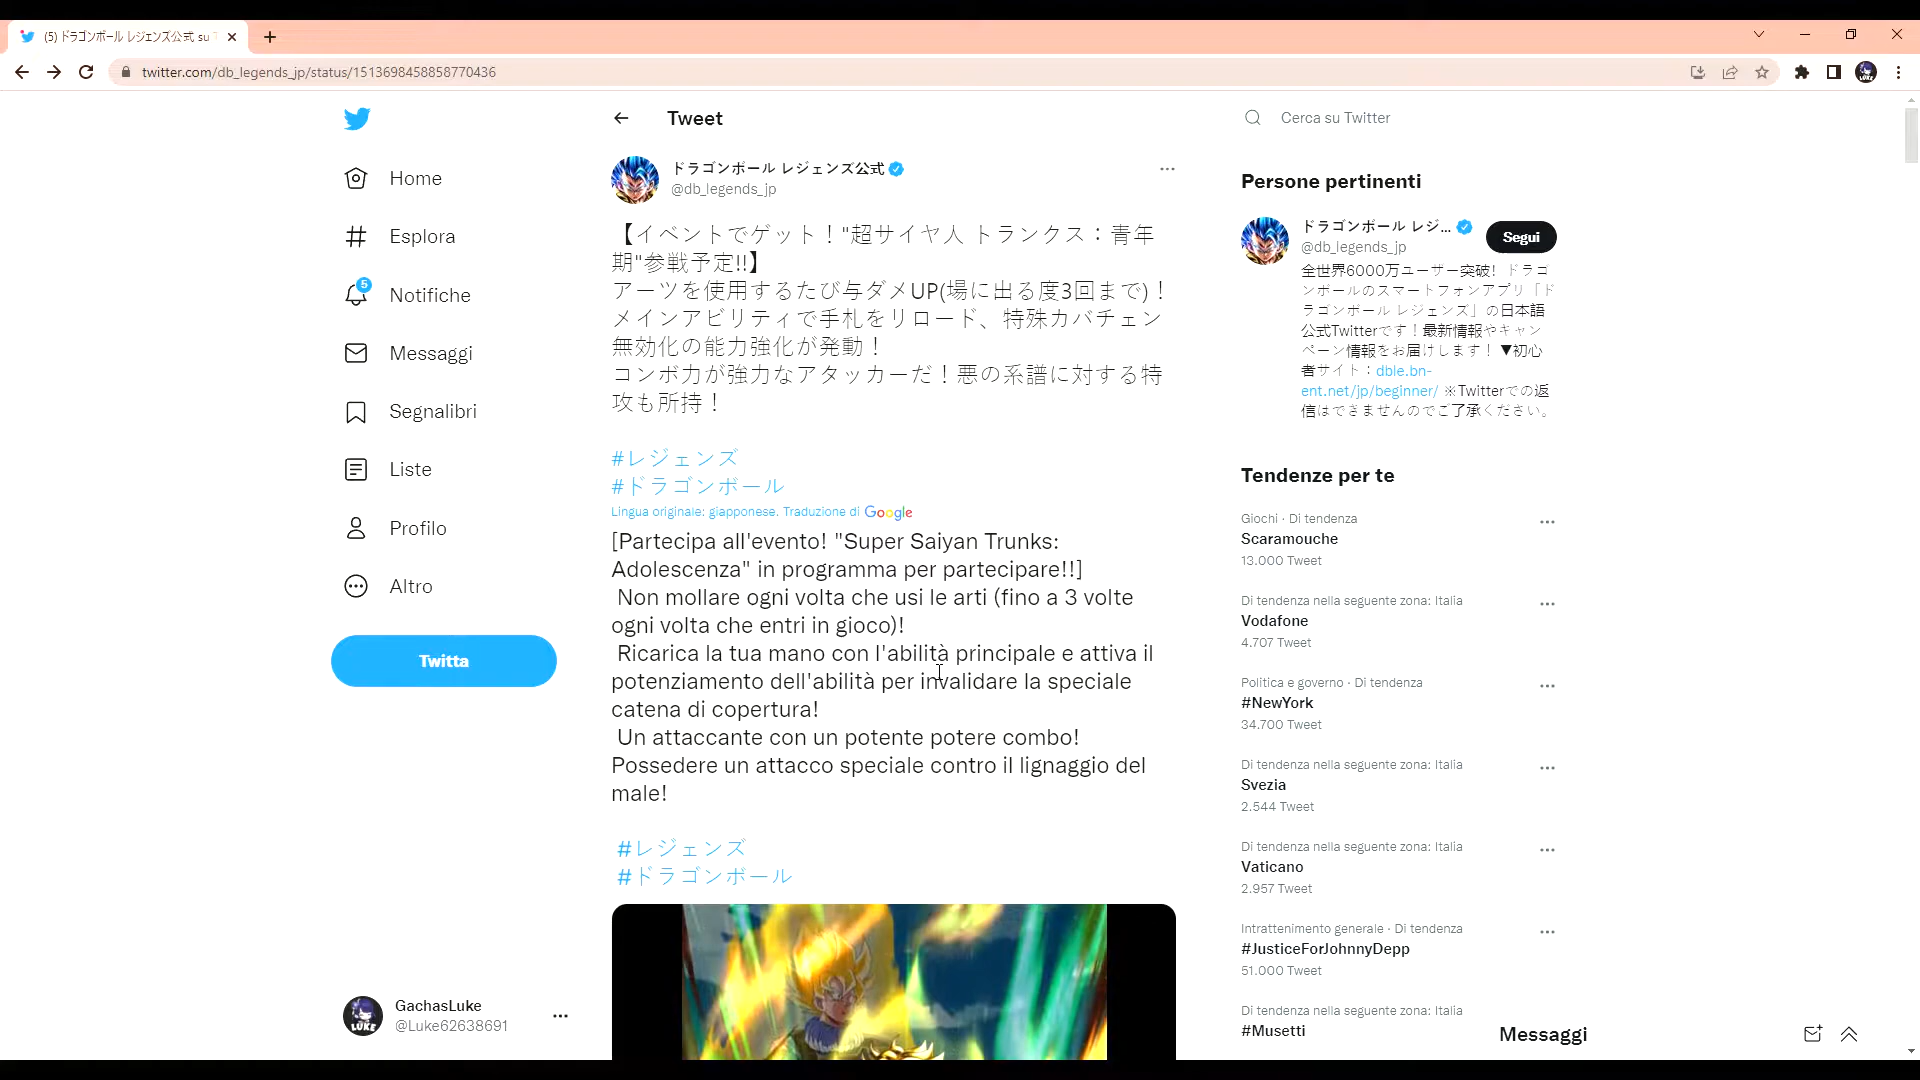 (5) ドラゴンボール レジェンズ公式 su
twitter.com/db_legends_jp/status/1513698458858770436
Home
Esplora
5
Notifiche
Messaggi
Segnalibri
Liste
Profilo
Altro
Twitta
LUKE
GachasLuke
@Luke62638691
Tweet
ドラゴンボール レジェンズ公式
@db_legends_jp
【イベントでゲット！"超サイヤ人 トランクス：青年
期"参戦予定!!】
アーツを使用するたび与ダメUP(場に出る度3回まで)！
メインアビリティで手札をリロード、特殊カバチェン
無効化の能力強化が発動！
コンボ力が強力なアタッカーだ！悪の系譜に対する特
攻も所持！
#レジェンズ
#ドラゴンボール
Lingua originale: giapponese. Traduzione di Google
[Partecipa all'evento! "Super Saiyan Trunks:
Adolescenza" in programma per partecipare!!]
Non mollare ogni volta che usi le arti (fino a 3 volte
ogni volta che entri in gioco)!
Ricarica la tua mano con l'abilità principale e attiva il
potenziamento dell'abilità per invalidare la speciale
catena di copertura!
Un attaccante con un potente potere combo!
Possedere un attacco speciale contro il lignaggio del
male!
#レジェンズ
#ドラゴンボール
Cerca su Twitter
Persone pertinenti
ドラゴンボール レジ...
@db_legends_jp
Segui
全世界6000万ユーザー突破！ドラゴ
ンボールのスマートフォンアプリ「ド
ラゴンボール レジェンズ」の日本語
公式Twitterです！最新情報やキャン
ペーン情報をお届けします！ ▼初心
者サイト：dble.bn-
ent.net/jp/beginner/ ※Twitterでの返
信はできませんのでご了承ください。
Tendenze per te
Giochi · Di tendenza
Scaramouche
13.000 Tweet
Di tendenza nella seguente zona: Italia
Vodafone
4.707 Tweet
Politica e governo · Di tendenza
#NewYork
34.700 Tweet
Di tendenza nella seguente zona: Italia
Svezia
2.544 Tweet
Di tendenza nella seguente zona: Italia
Vaticano
2.957 Tweet
Intrattenimento generale · Di tendenza
#JusticeForJohnnyDepp
51.000 Tweet
Di tendenza nella seguente zona: Italia
#Musetti
Messaggi